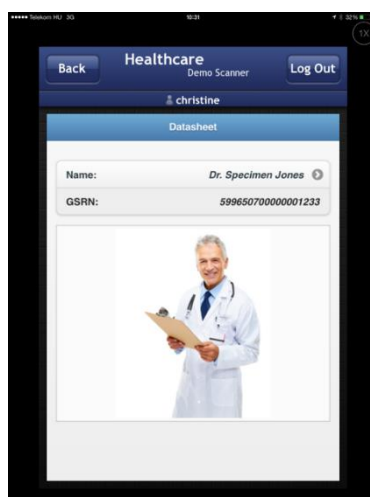 Telekom HU 3G 10:31 32%
1X
Back Healthcare Log Out
Demo Scanner
christine
Datasheet
Name: Dr. Specimen Jones
GSRN: 599650700000001233